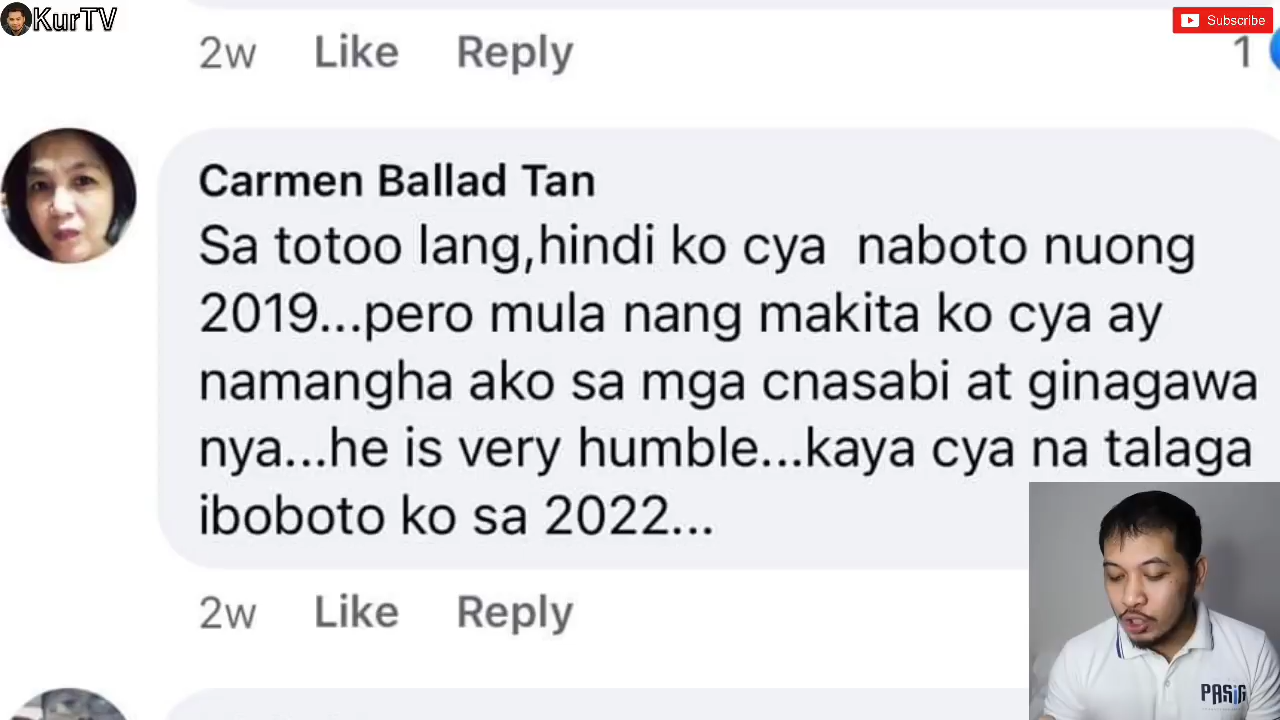 KurTV
Subscribe
2w Like Reply 1
Carmen Ballad Tan
Sa totoo lang,hindi ko cya naboto nuong
2019...pero mula nang makita ko cya ay
namangha ako sa mga cnasabi at ginagawa
nya...he is very humble...kaya cya na talaga
iboboto ko sa 2022...
2w Like Reply
PASIG